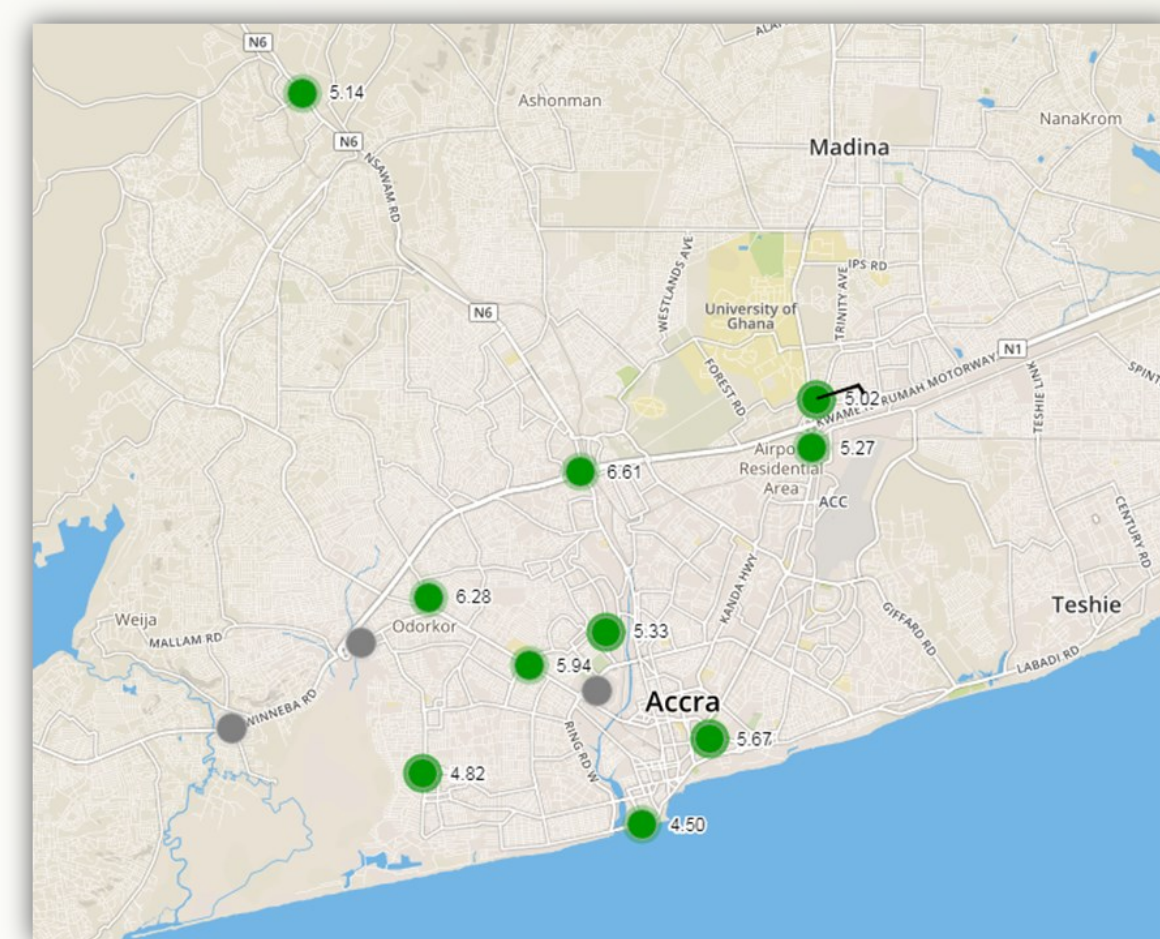 N6
5.14
Ashonman
NanaKrom
N6
Madina
NSAWAM RD
WESTLANDS AVE
IPS RD
TRINITY AVE
University of
Ghana
N6
N1
FOREST RD
TESHIE LINK
5.02
KWAME
RUMAH MOTORWAY
5.27
Residential
Area
6.61
ACC
CENTURY RD
KANDA HWY
6.28
Odorkor
Weija
MALLAM RD
5.33
GIFFARD RD
Teshie
5.94
LABADI RD
Accra
WINNEBA RD
RING RD W
5.67
4.82
4.50